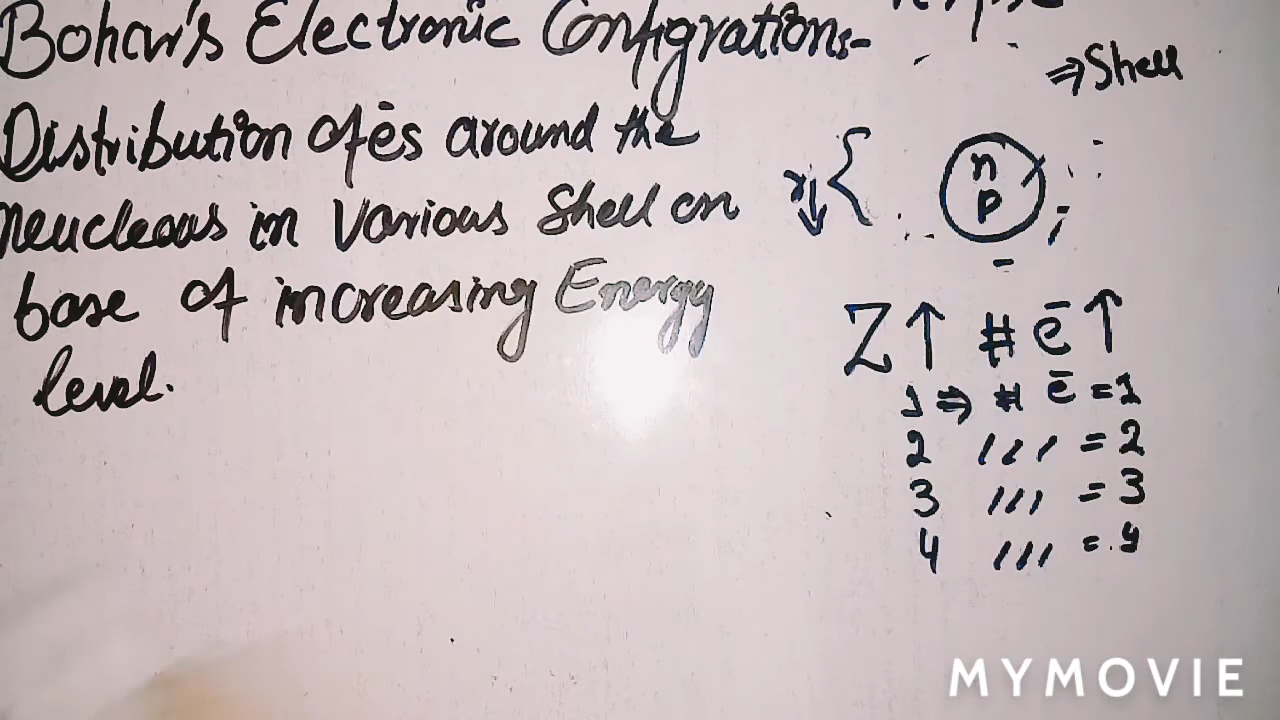 Bohar's Electronic Configrations:-
Distribution of ēs around the
neucleous in various Shell on
base of increasing Energy
level.
⇒ Shell
n
p
Z↑ # ē↑
1 ⇒ # ē = 1
2 /// = 2
3 /// = 3
4 /// = 4
MYMOVIE